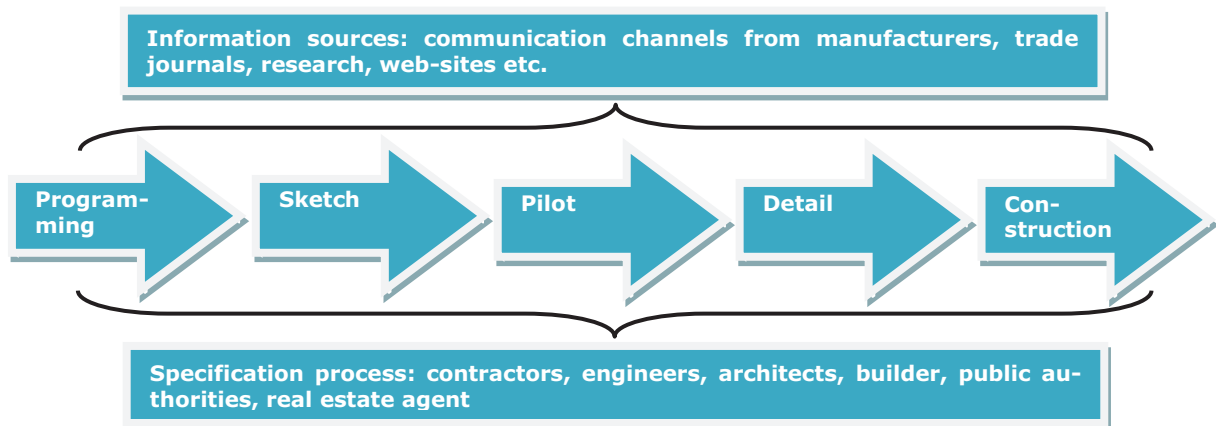 Information sources: communication channels from manufacturers, trade
journals, research, web-sites etc.
Program-
ming
Sketch
Pilot
Detail
Con-
struction
Specification process: contractors, engineers, architects, builder, public au-
thorities, real estate agent